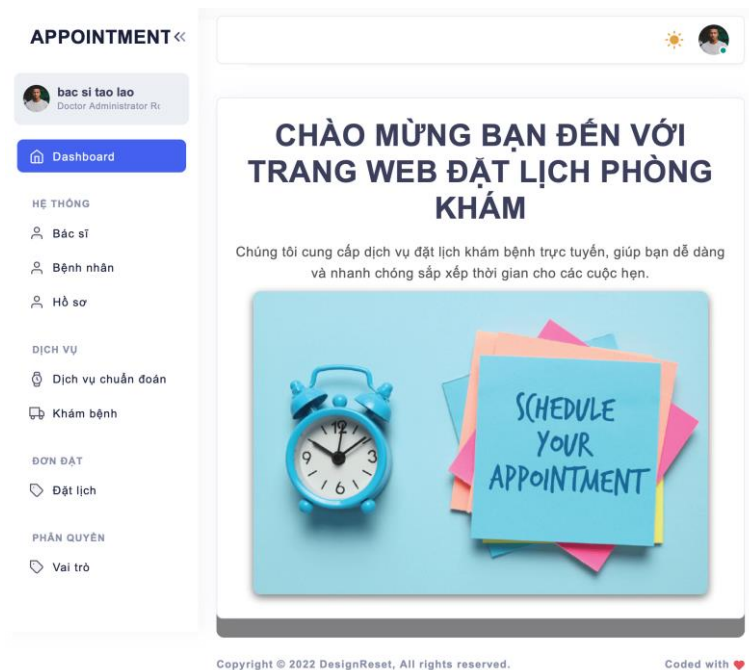 APPOINTMENT
bac si tao lao
Doctor Administrator
Dashboard
HỆ THỐNG
Bác sĩ
Bệnh nhân
Hồ sơ
DỊCH VỤ
Dịch vụ chuẩn đoán
Khám bệnh
ĐƠN ĐẶT
Đặt lịch
PHÂN QUYỀN
Vai trò
CHÀO MỪNG BẠN ĐẾN VỚI
TRANG WEB ĐẶT LỊCH PHÒNG
KHÁM
Chúng tôi cung cấp dịch vụ đặt lịch khám bệnh trực tuyến, giúp bạn dễ dàng
và nhanh chóng sắp xếp thời gian cho các cuộc hẹn.
12
3
6
9
SCHEDULE
YOUR
APPOINTMENT
Copyright © 2022 DesignReset, All rights reserved.
Coded with